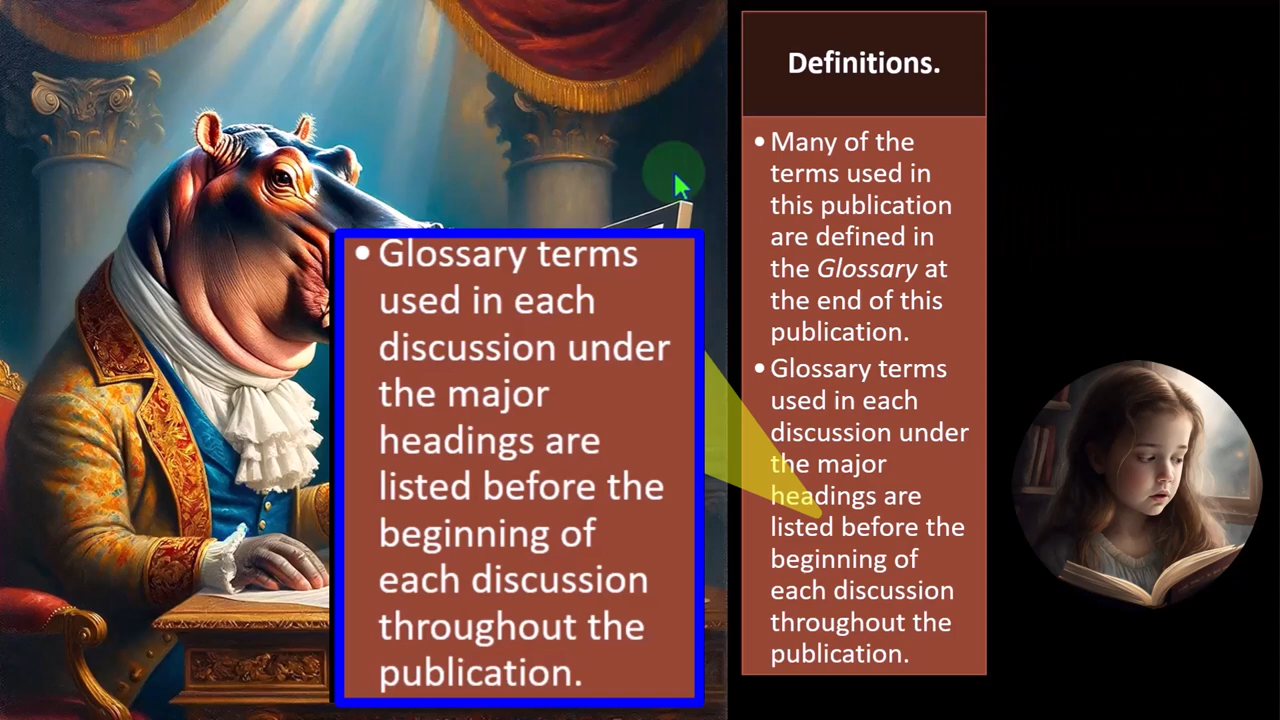 Definitions.
• Many of the
terms used in
this publication
are defined in
the Glossary at
the end of this
publication.
• Glossary terms
used in each
discussion under
the major
headings are
listed before the
beginning of
each discussion
throughout the
publication.
• Glossary terms
used in each
discussion under
the major
headings are
listed before the
beginning of
each discussion
throughout the
publication.